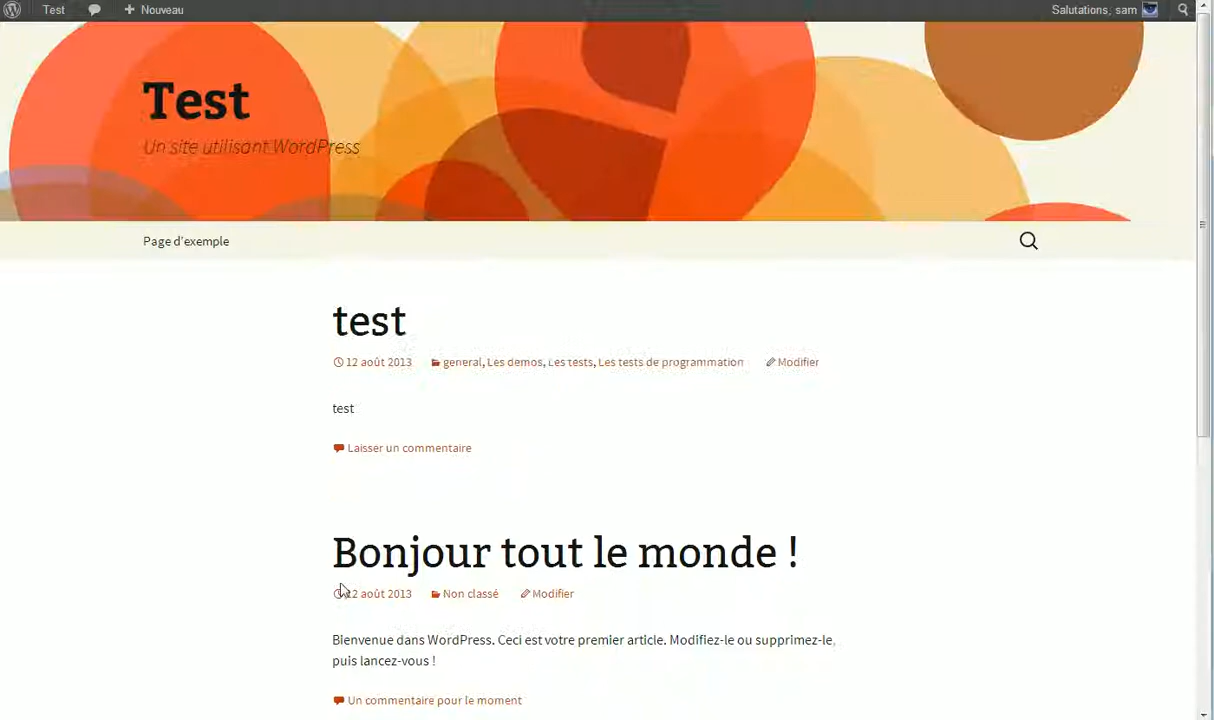 Test Nouveau Salutations, sam
Test
Un site utilisant WordPress
Page d'exemple
test
12 août 2013 general, Les demos, Les tests, Les tests de programmation Modifier
test
Laisser un commentaire
Bonjour tout le monde !
12 août 2013 Non classé Modifier
Bienvenue dans WordPress. Ceci est votre premier article. Modifiez-le ou supprimez-le,
puis lancez-vous !
Un commentaire pour le moment